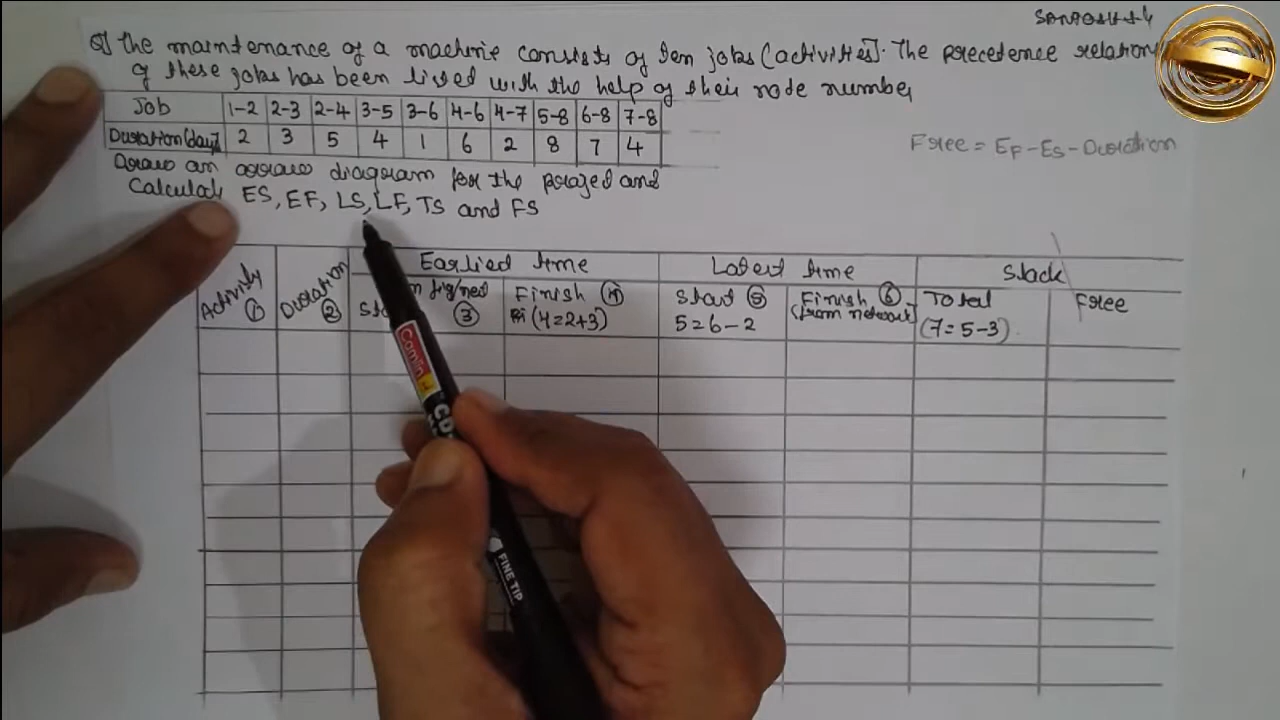 Q] The maintenance of a machine consists of Ten jobs (activities]. The precedence relation
of these jobs has been listed with the help of their node number
Job 1-2 2-3 2-4 3-5 3-6 4-6 4-7 5-8 6-8 7-8
Duration(days) 2 3 5 4 1 6 2 8 7 4
Free = EF-ES-Duration
Draw an arrow diagram for the project and
Calculate ES, EF, LS, LF, TS and FS
Activity ① Duration ② Earliest time Latest time Slack
③ Finish ④ (4=2+3) Start ⑤ 5=6-2 Finish ⑥ (from network) Total (7=5-3) Free
Camlin
CD-
FINE TIP